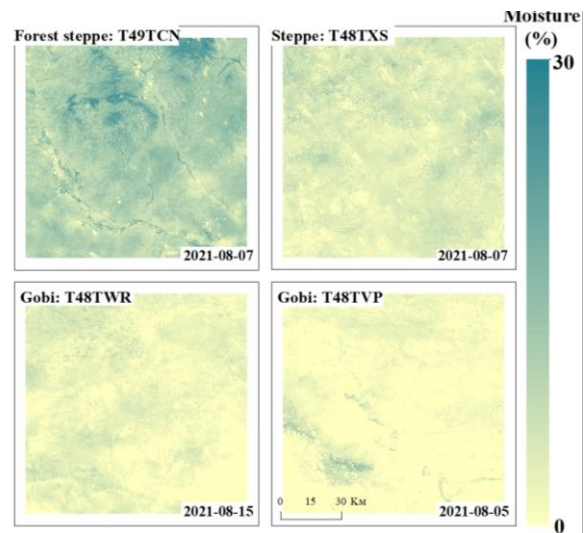 Forest steppe: T49TCN
Steppe: T48TXS
Moisture
(%)
30
2021-08-07
2021-08-07
Gobi: T48TWR
Gobi: T48TVP
0 15 30 Км
2021-08-15
2021-08-05
0